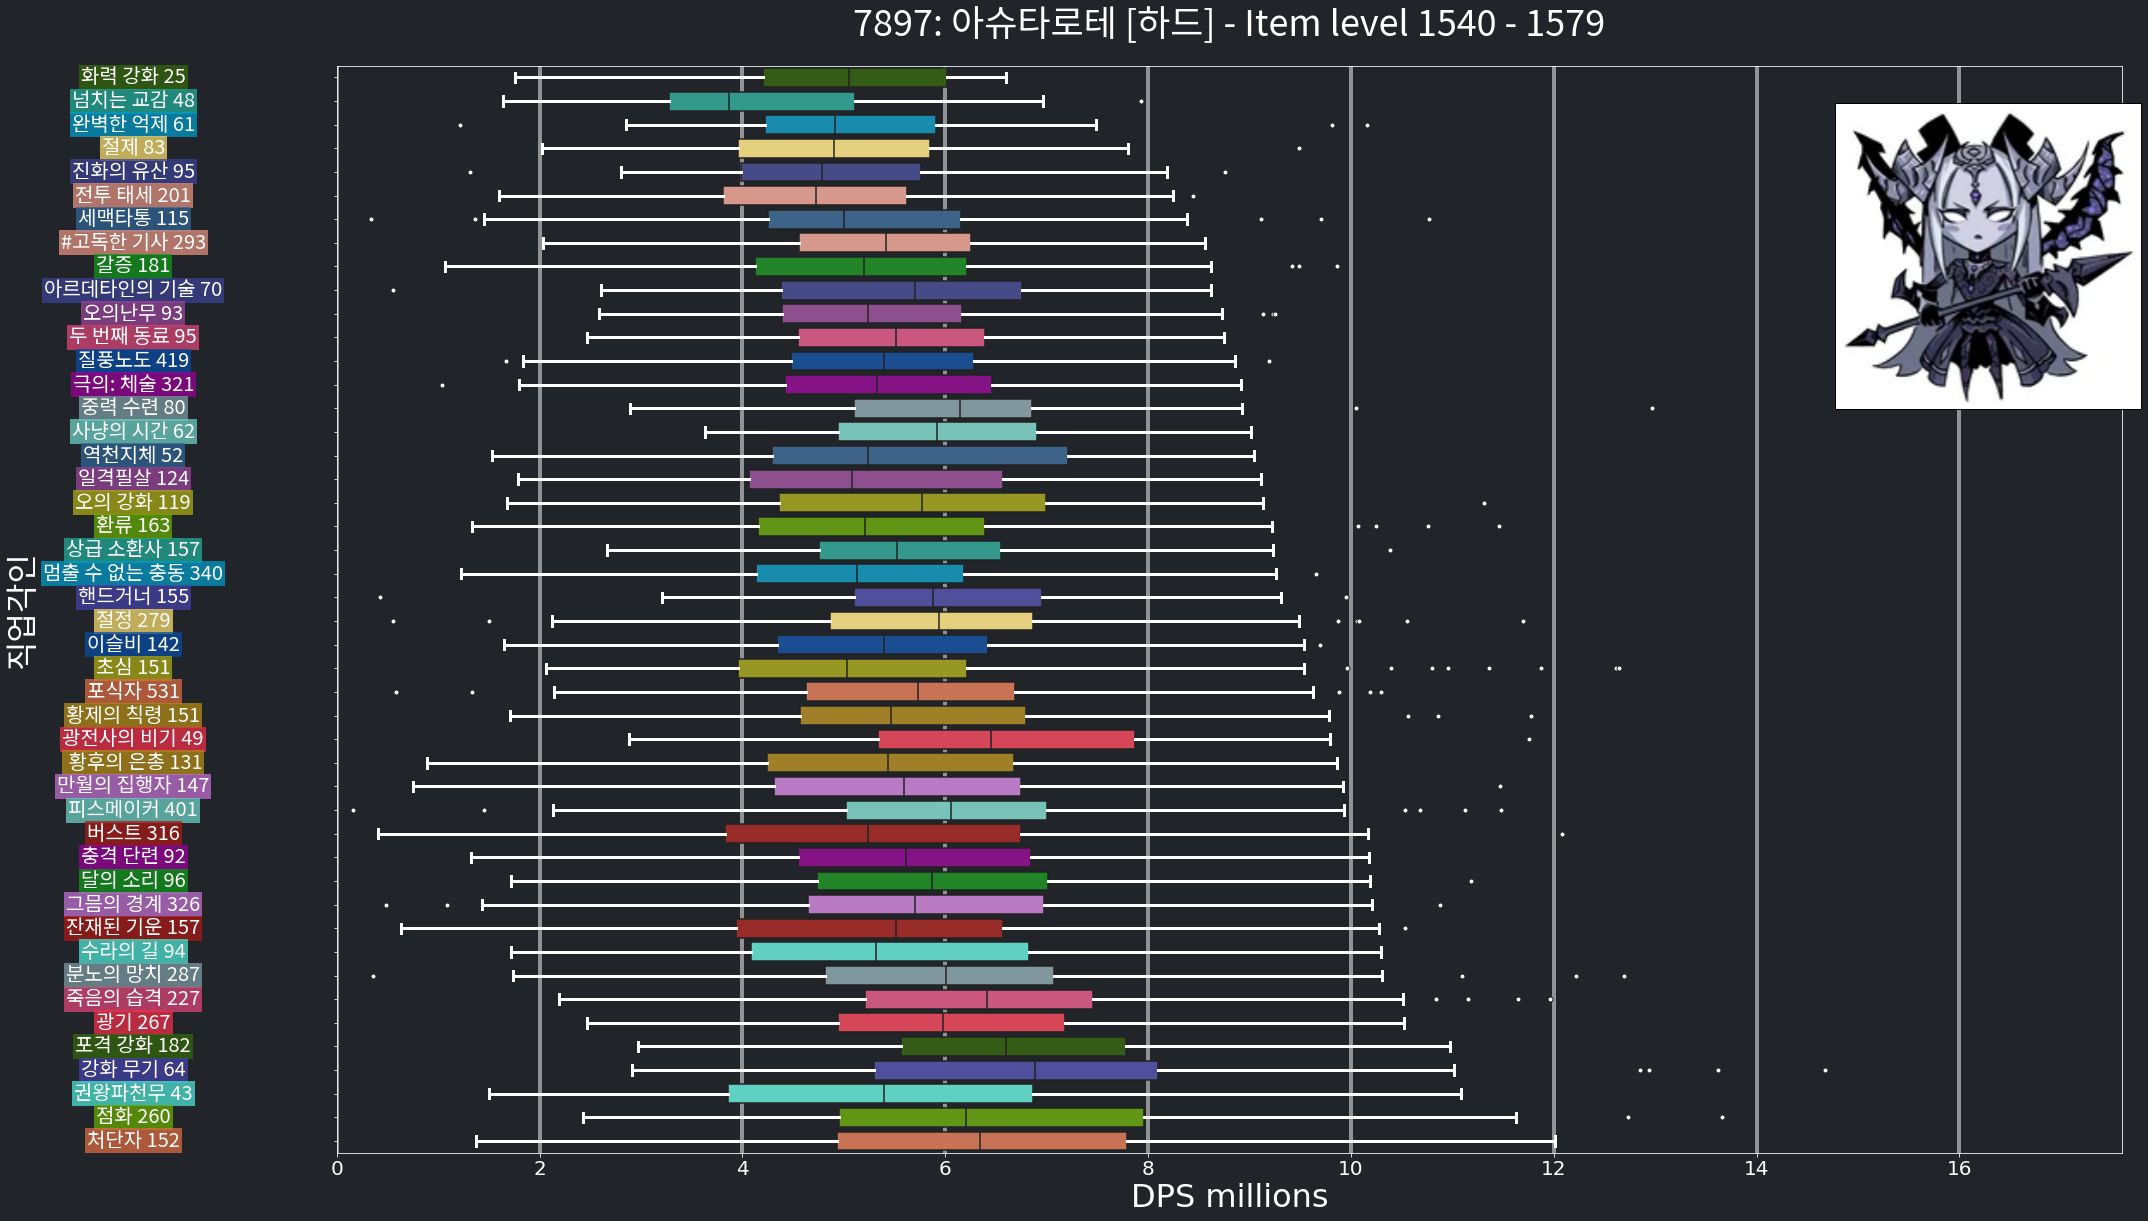 7897: 아슈타로테 [하드] - Item level 1540 - 1579
화력 강화 25
넘치는 교감 48
완벽한 억제 61
절제 83
진화의 유산 95
전투 태세 201
세맥타통 115
#고독한 기사 293
갈증 181
아르데타인의 기술 70
오의난무 93
두 번째 동료 95
질풍노도 419
극의: 체술 321
중력 수련 80
사냥의 시간 62
역천지체 52
일격필살 124
오의 강화 119
환류 163
상급 소환사 157
멈출 수 없는 충동 340
핸드거너 155
절정 279
이슬비 142
초심 151
포식자 531
황제의 칙령 151
광전사의 비기 49
황후의 은총 131
만월의 집행자 147
피스메이커 401
버스트 316
충격 단련 92
달의 소리 96
그믐의 경계 326
잔재된 기운 157
수라의 길 94
분노의 망치 287
죽음의 습격 227
광기 267
포격 강화 182
강화 무기 64
권왕파천무 43
점화 260
처단자 152
직업각인
0 2 4 6 8 10 12 14 16
DPS millions